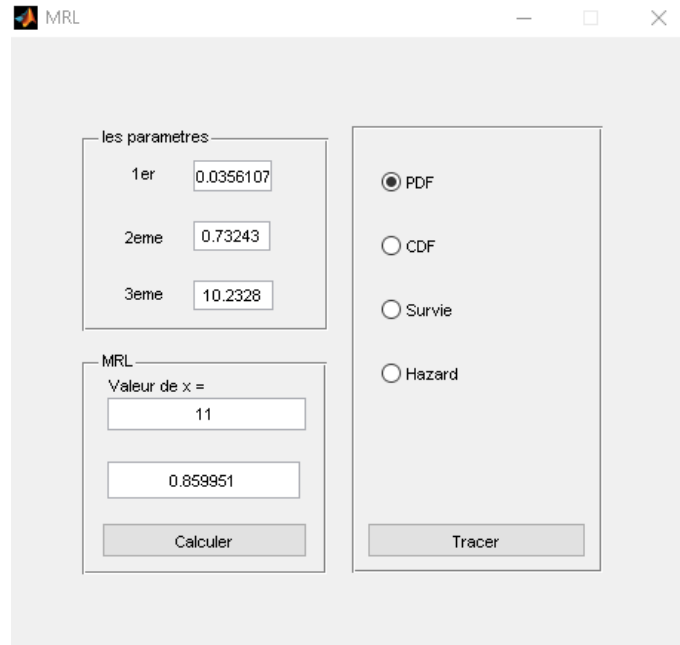 MRL
les parametres
1er 0.0356107
2eme 0.73243
3eme 10.2328
MRL
Valeur de x =
11
0.859951
Calculer
PDF
CDF
Survie
Hazard
Tracer